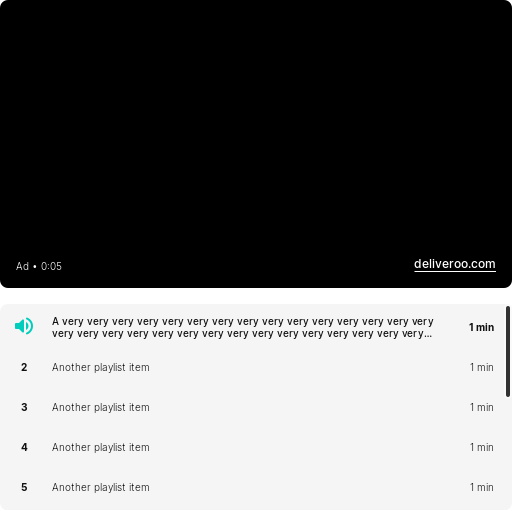 Ad • 0:05
deliveroo.com
A very very very very very very very very very very very very very very very
very very very very very very very very very very very very very very very...
1 min
2 Another playlist item 1 min
3 Another playlist item 1 min
4 Another playlist item 1 min
5 Another playlist item 1 min